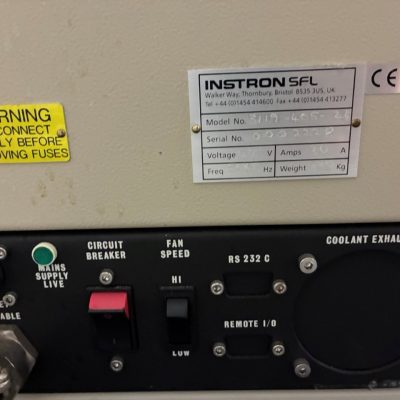 INSTRON SFL
Walker Way, Thornbury, Bristol BS35 3US, UK
Tel +44 (0)1454 414600 Fax +44 (0)1454 413277
Model No.
Serial No.
Voltage V Amps A
Freq Hz Weight Kg
CE
RNING
CONNECT
LY BEFORE
OVING FUSES
MAINS
SUPPLY
LIVE
CIRCUIT
BREAKER
FAN
SPEED
HI
LOW
RS 232 C
REMOTE I/O
COOLANT EXHAU
ABLE